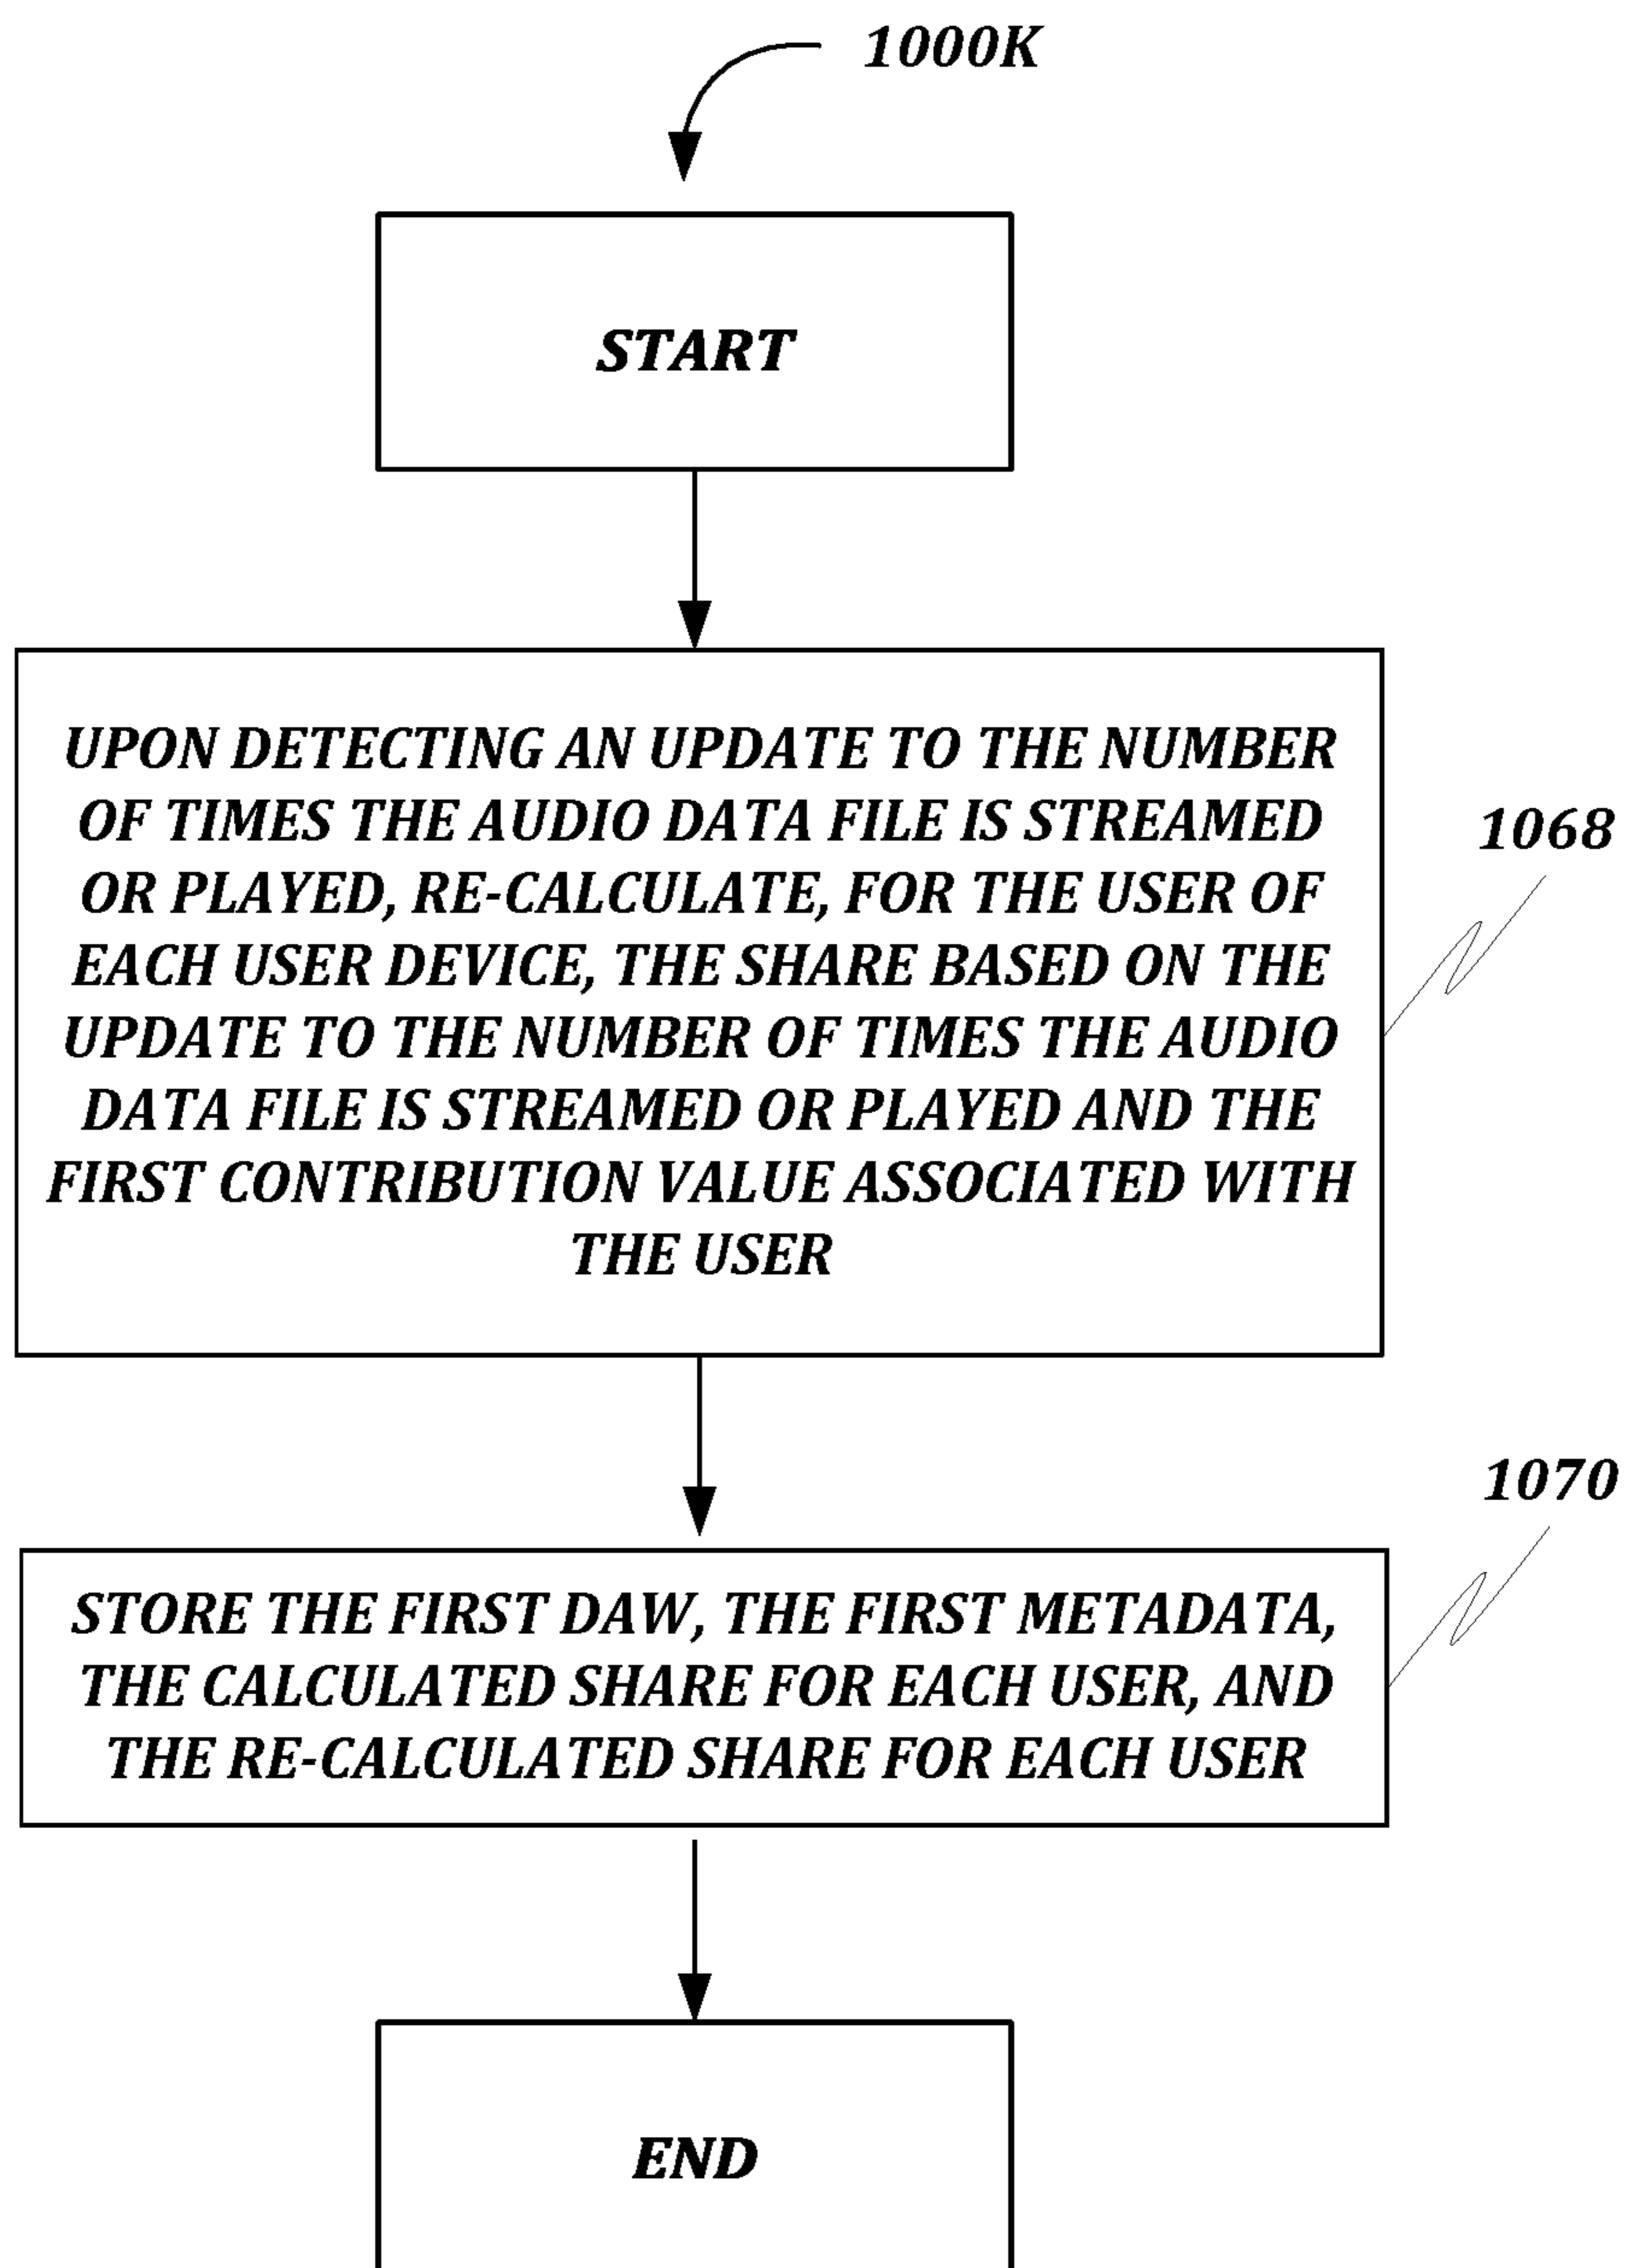 1000K
START
UPON DETECTING AN UPDATE TO THE NUMBER
OF TIMES THE AUDIO DATA FILE IS STREAMED
OR PLAYED, RE-CALCULATE, FOR THE USER OF
EACH USER DEVICE, THE SHARE BASED ON THE
UPDATE TO THE NUMBER OF TIMES THE AUDIO
DATA FILE IS STREAMED OR PLAYED AND THE
FIRST CONTRIBUTION VALUE ASSOCIATED WITH
THE USER
1068
STORE THE FIRST DAW, THE FIRST METADATA,
THE CALCULATED SHARE FOR EACH USER, AND
THE RE-CALCULATED SHARE FOR EACH USER
1070
END